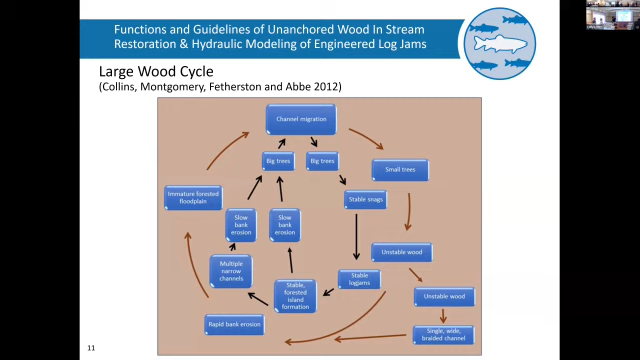 Functions and Guidelines of Unanchored Wood In Stream
Restoration & Hydraulic Modeling of Engineered Log Jams
Large Wood Cycle
(Collins, Montgomery, Fetherston and Abbe 2012)
Channel migration
Big trees
Big trees
Small trees
Immature forested
floodplain
Stable snags
Slow
bank
erosion
Slow
bank
erosion
Unstable wood
Multiple
narrow
channels
Stable
logjams
Stable,
forested
island
formation
Unstable wood
Rapid bank erosion
Single, wide,
braided channel
11